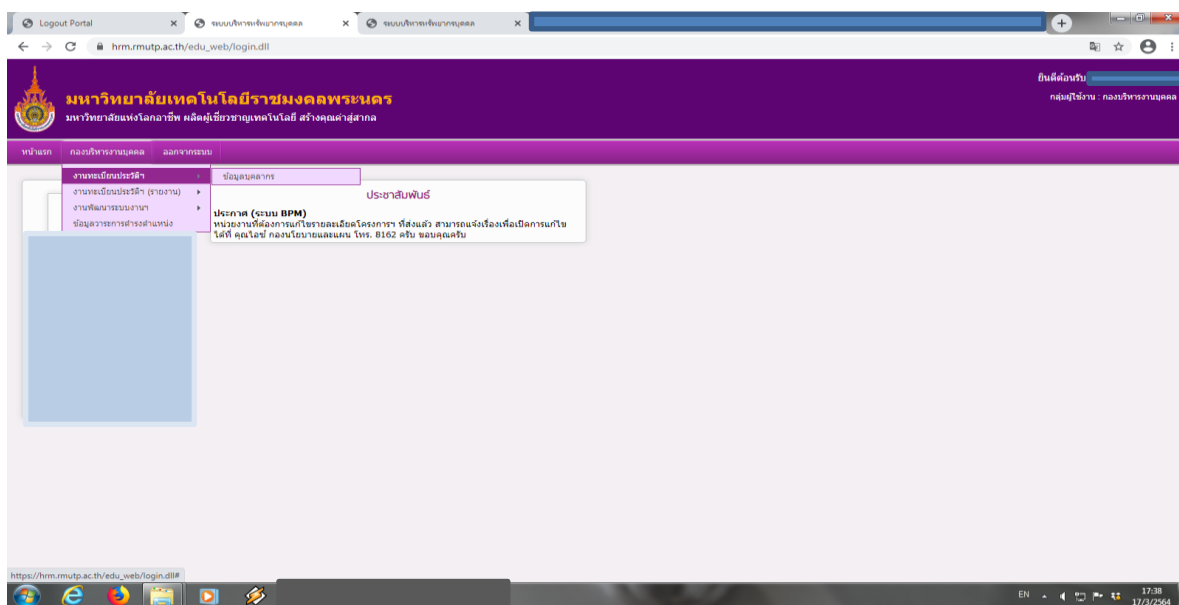 Logout Portal
ระบบบริหารทรัพยากรบุคคล
ระบบบริหารทรัพยากรบุคคล
hrm.rmutp.ac.th/edu_web/login.dll
ยินดีต้อนรับ
กลุ่มผู้ใช้งาน : กองบริหารงานบุคคล
มหาวิทยาลัยเทคโนโลยีราชมงคลพระนคร
มหาวิทยาลัยแห่งโลกอาชีพ ผลิตผู้เชี่ยวชาญเทคโนโลยี สร้างคุณค่าสู่สากล
หน้าแรก กองบริหารงานบุคคล ออกจากระบบ
งานทะเบียนประวัติฯ
ข้อมูลบุคลากร
งานทะเบียนประวัติฯ (รายงาน)
งานพัฒนาระบบงานฯ
ข้อมูลวาระการดำรงตำแหน่ง
ประชาสัมพันธ์
ประกาศ (ระบบ BPM)
หน่วยงานที่ต้องการแก้ไขรายละเอียดโครงการฯ ที่ส่งแล้ว สามารถแจ้งเรื่องเพื่อเปิดการแก้ไข
ได้ที่ คุณไอซ์ กองนโยบายและแผน โทร. 8162 ครับ ขอบคุณครับ
https://hrm.rmutp.ac.th/edu_web/login.dll#
EN
17:38
17/3/2564